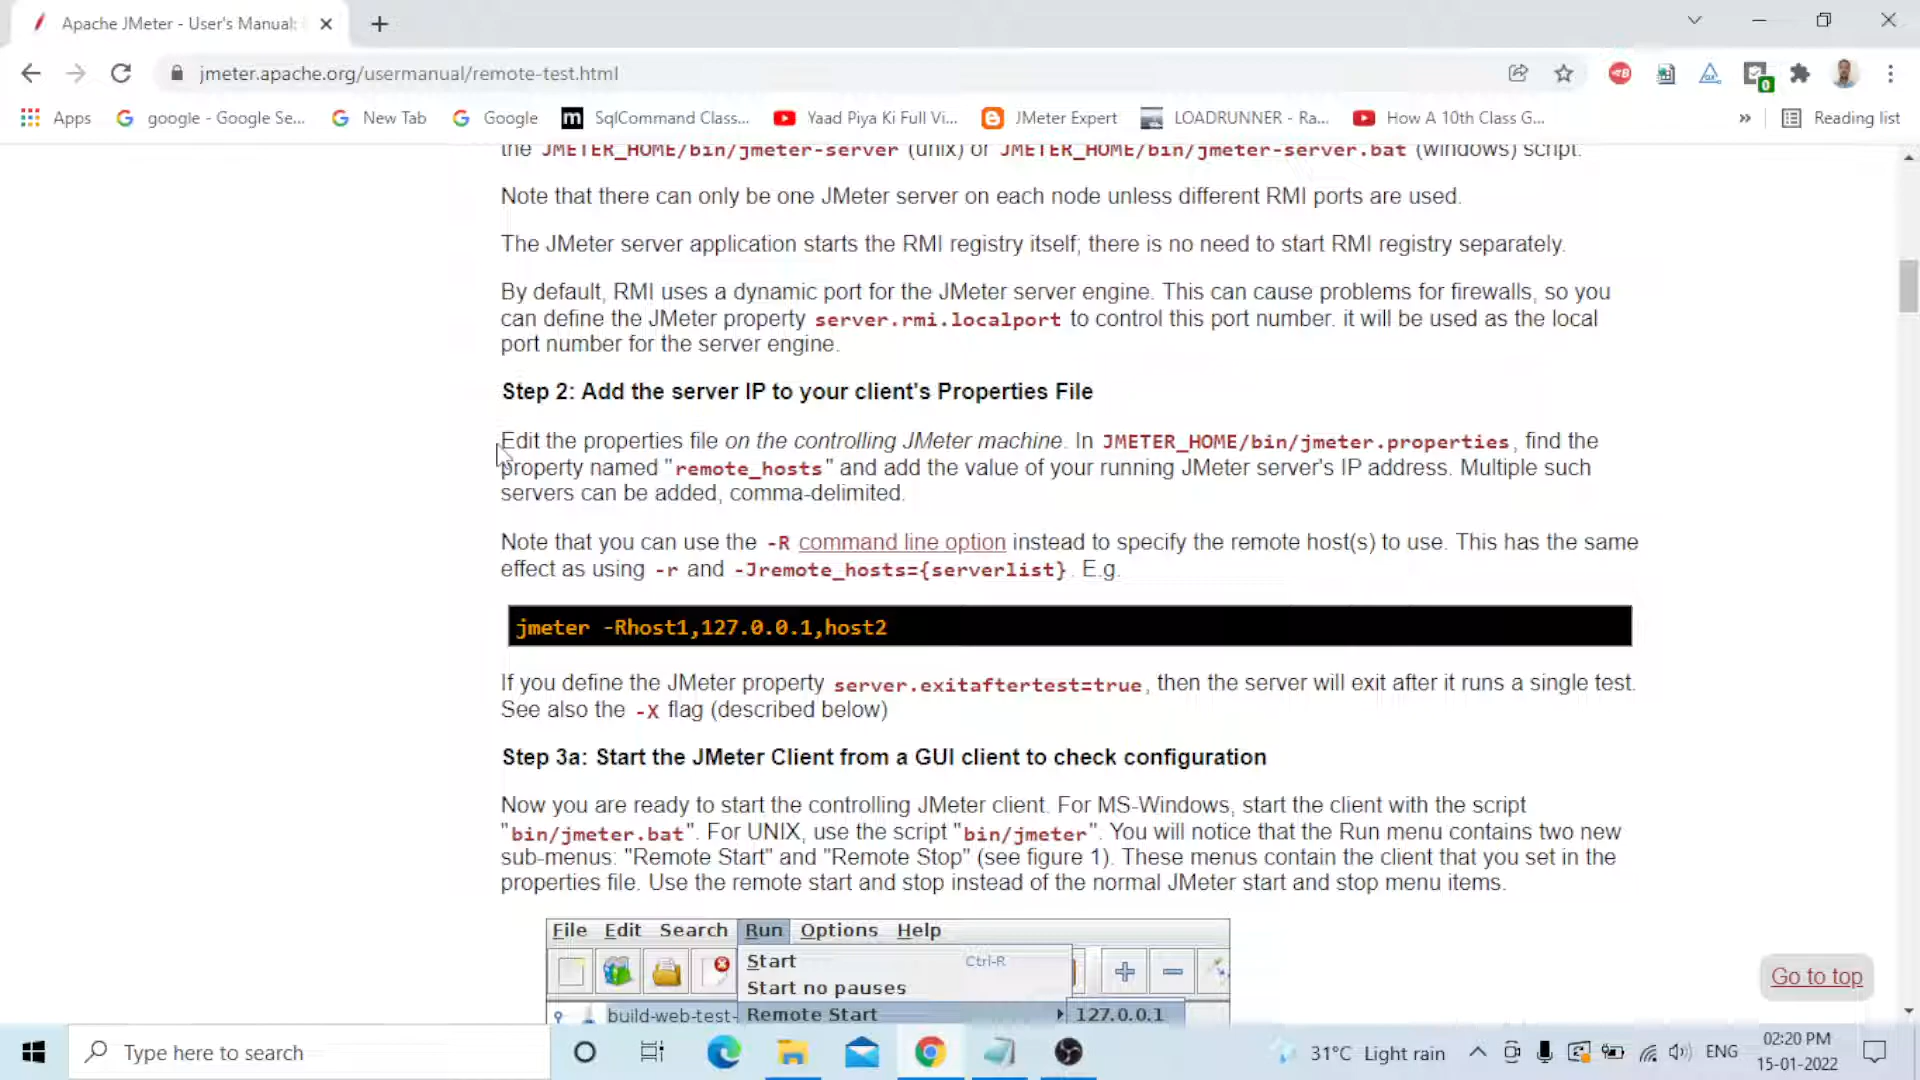 Apache JMeter - User's Manual:
jmeter.apache.org/usermanual/remote-test.html
0
Apps
google - Google Se...
New Tab
Google
SqlCommand Class...
Yaad Piya Ki Full Vi...
JMeter Expert
LOADRUNNER - Ra...
How A 10th Class G...
»
Reading list
the JMETER_HOME/bin/jmeter-server (unix) or JMETER_HOME/bin/jmeter-server.bat (windows) script.
Note that there can only be one JMeter server on each node unless different RMI ports are used.
The JMeter server application starts the RMI registry itself; there is no need to start RMI registry separately.
By default, RMI uses a dynamic port for the JMeter server engine. This can cause problems for firewalls, so you
can define the JMeter property server.rmi.localport to control this port number. it will be used as the local
port number for the server engine.
Step 2: Add the server IP to your client's Properties File
Edit the properties file on the controlling JMeter machine. In JMETER_HOME/bin/jmeter.properties, find the
property named "remote_hosts" and add the value of your running JMeter server's IP address. Multiple such
servers can be added, comma-delimited.
Note that you can use the -R command line option instead to specify the remote host(s) to use. This has the same
effect as using -r and -Jremote_hosts={serverlist}. E.g.
jmeter -Rhost1,127.0.0.1,host2
If you define the JMeter property server.exitaftertest=true, then the server will exit after it runs a single test.
See also the -X flag (described below)
Step 3a: Start the JMeter Client from a GUI client to check configuration
Now you are ready to start the controlling JMeter client. For MS-Windows, start the client with the script
"bin/jmeter.bat". For UNIX, use the script "bin/jmeter". You will notice that the Run menu contains two new
sub-menus: "Remote Start" and "Remote Stop" (see figure 1). These menus contain the client that you set in the
properties file. Use the remote start and stop instead of the normal JMeter start and stop menu items.
File Edit Search Run Options Help
Start Ctrl-R
Start no pauses
build-web-test- Remote Start 127.0.0.1
Go to top
Type here to search
31°C Light rain
ENG
02:20 PM
15-01-2022